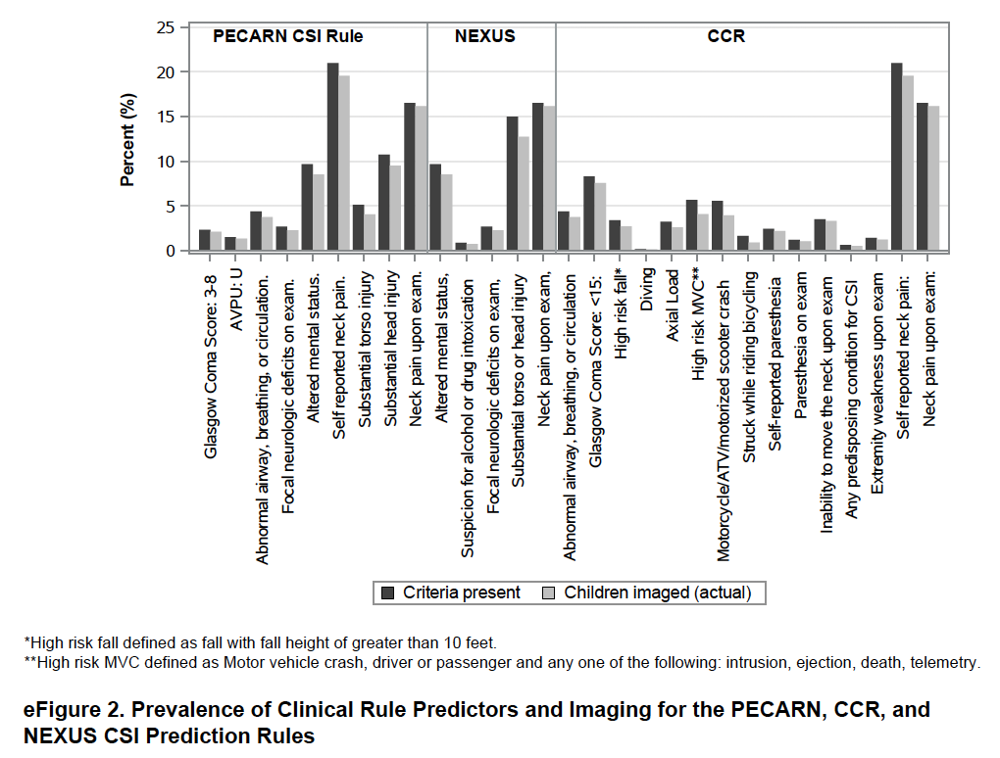 25
20
15
10
5
0
Percent (%)
PECARN CSI Rule
NEXUS
CCR
Glasgow Coma Score: 3-8
AVPU: U
Abnormal airway, breathing, or circulation.
Focal neurologic deficits on exam.
Altered mental status.
Self reported neck pain.
Substantial torso injury
Substantial head injury
Neck pain upon exam.
Altered mental status,
Suspicion for alcohol or drug intoxication
Focal neurologic deficits on exam,
Substantial torso or head injury
Neck pain upon exam,
Abnormal airway, breathing, or circulation
Glasgow Coma Score: <15:
High risk fall*
Diving
Axial Load
High risk MVC**
Motorcycle/ATV/motorized scooter crash
Struck while riding bicycling
Self-reported paresthesia
Paresthesia on exam
Inability to move the neck upon exam
Any predisposing condition for CSI
Extremity weakness upon exam
Self reported neck pain:
Neck pain upon exam:
Criteria present
Children imaged (actual)
*High risk fall defined as fall with fall height of greater than 10 feet.
**High risk MVC defined as Motor vehicle crash, driver or passenger and any one of the following: intrusion, ejection, death, telemetry.
eFigure 2. Prevalence of Clinical Rule Predictors and Imaging for the PECARN, CCR, and
NEXUS CSI Prediction Rules